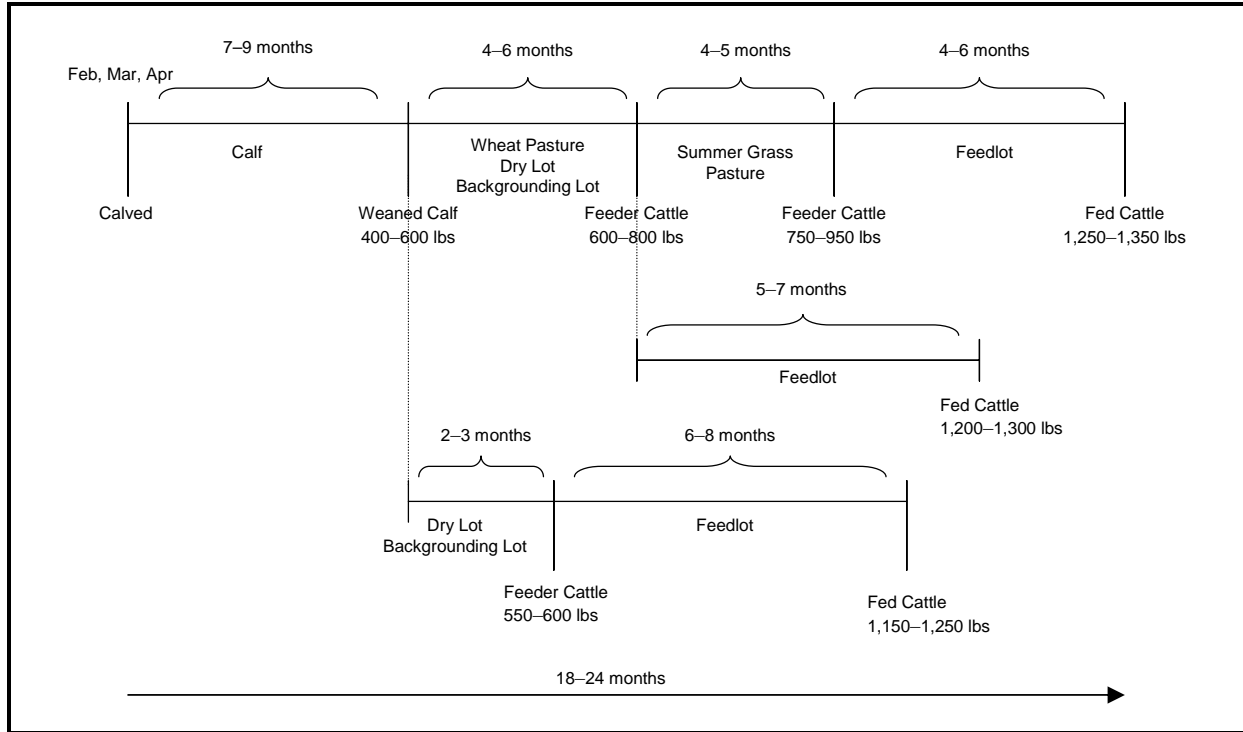 7–9 months
4–6 months
4–5 months
4–6 months
Feb, Mar, Apr
Calf
Wheat Pasture
Dry Lot
Backgrounding Lot
Summer Grass
Pasture
Feedlot
Calved
Weaned Calf
400–600 lbs
Feeder Cattle
600–800 lbs
Feeder Cattle
750–950 lbs
Fed Cattle
1,250–1,350 lbs
5–7 months
Feedlot
Fed Cattle
1,200–1,300 lbs
2–3 months
6–8 months
Dry Lot
Backgrounding Lot
Feedlot
Feeder Cattle
550–600 lbs
Fed Cattle
1,150–1,250 lbs
18–24 months